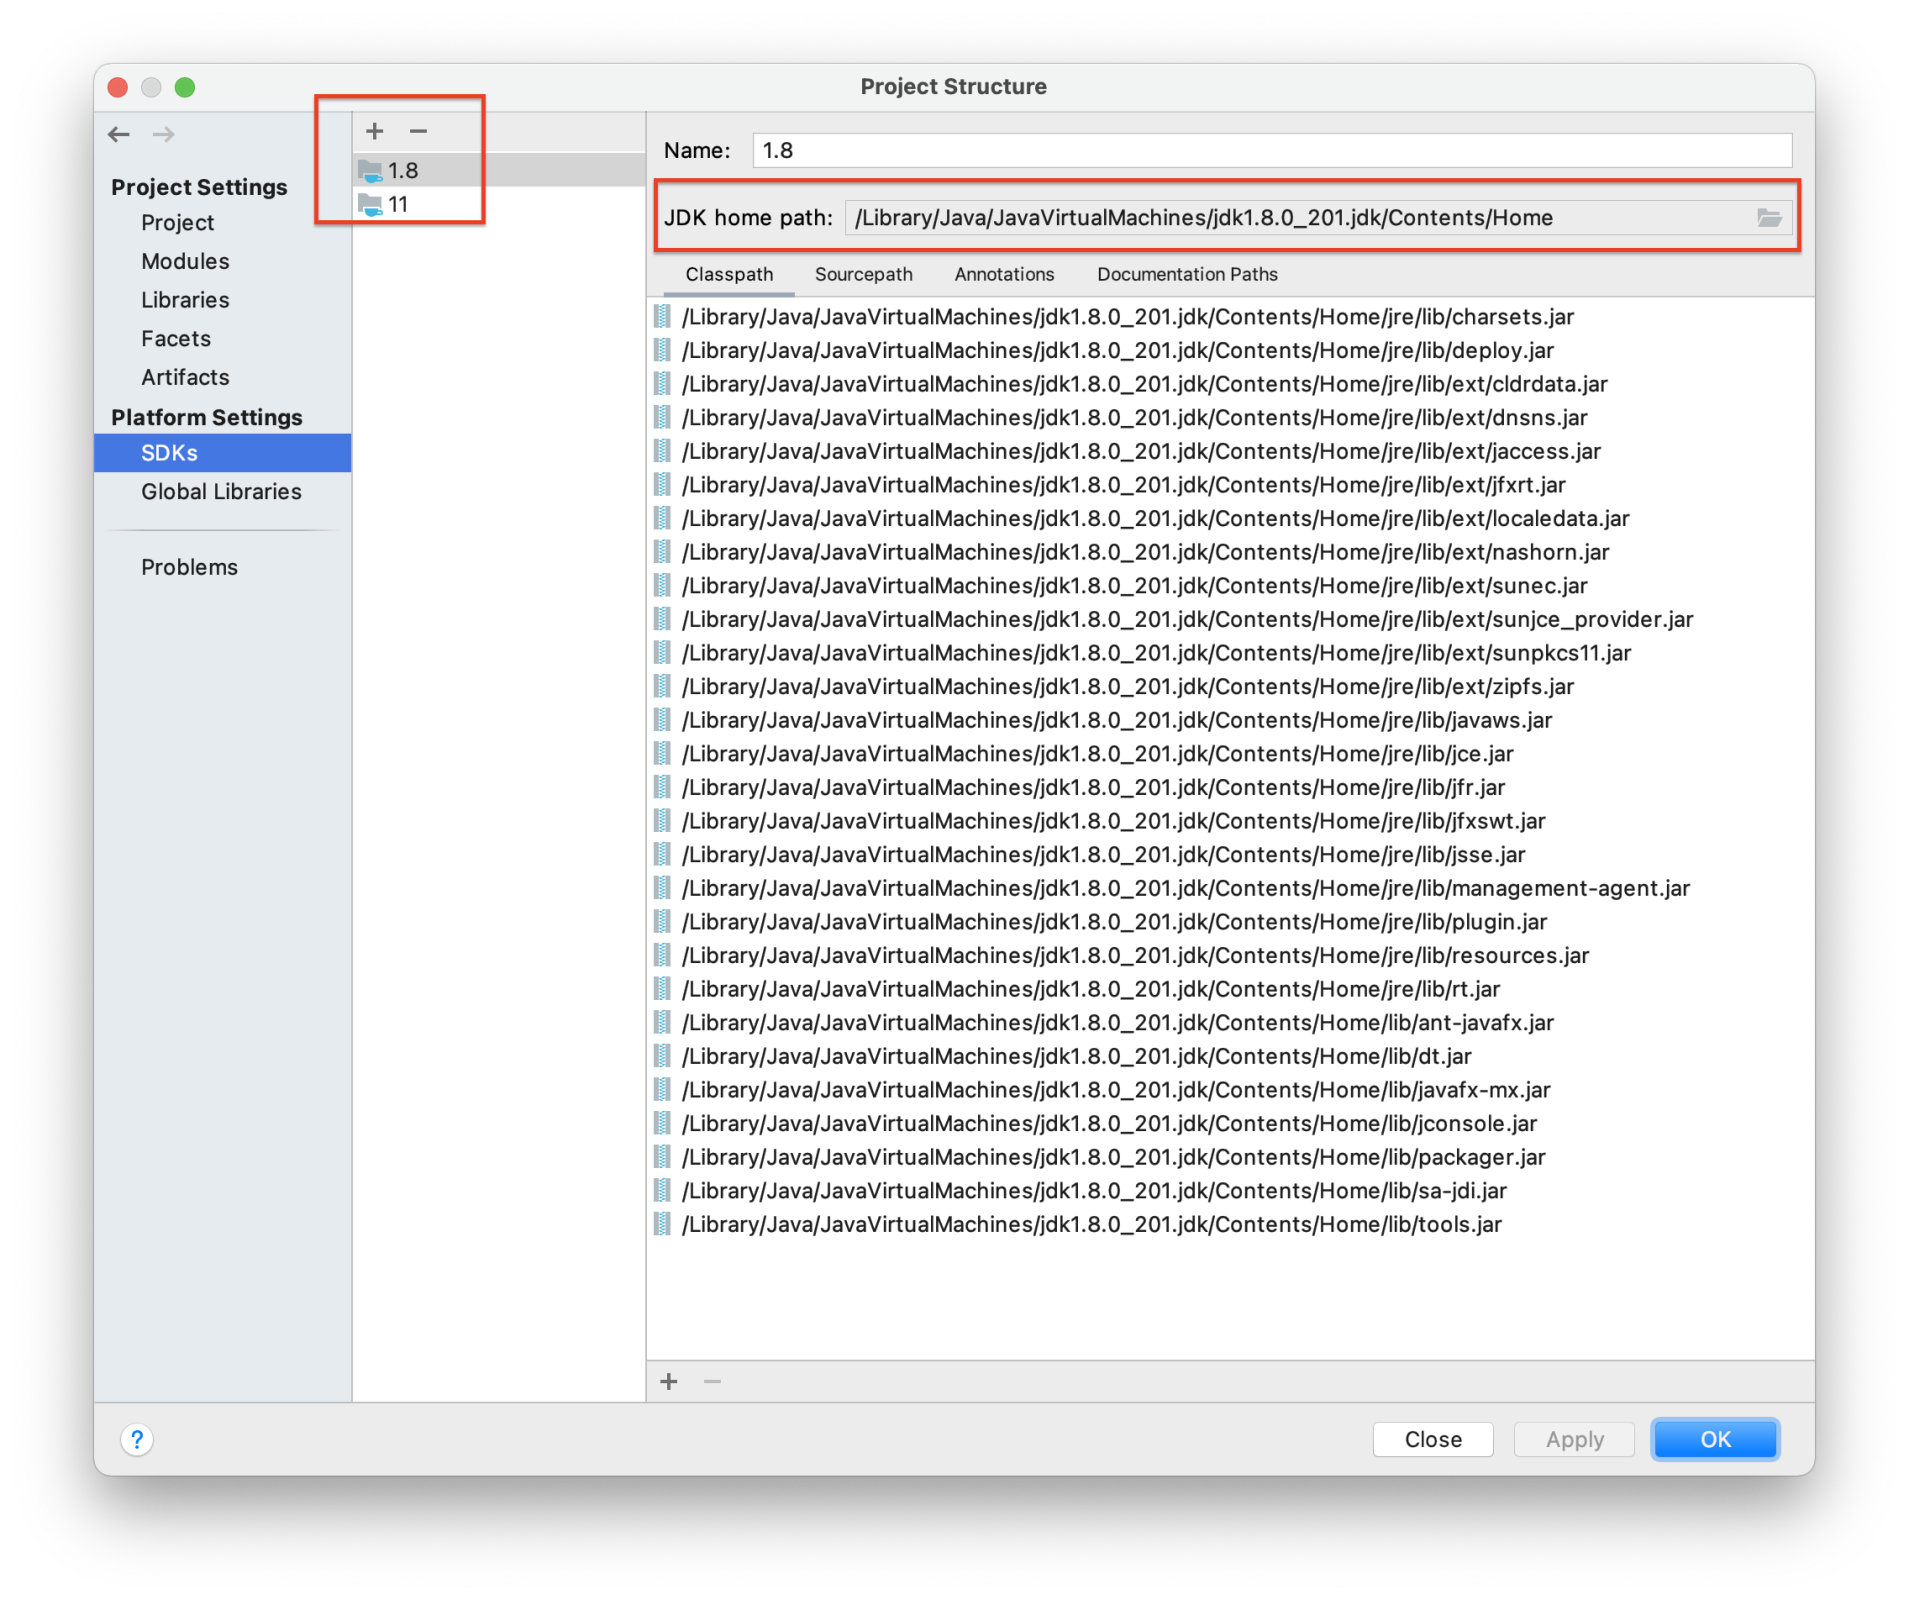 Project Structure
Project Settings
Project
Modules
Libraries
Facets
Artifacts
Platform Settings
SDKs
Global Libraries
Problems
1.8
11
Name: 1.8
JDK home path: /Library/Java/JavaVirtualMachines/jdk1.8.0_201.jdk/Contents/Home
Classpath Sourcepath Annotations Documentation Paths
/Library/Java/JavaVirtualMachines/jdk1.8.0_201.jdk/Contents/Home/jre/lib/charsets.jar
/Library/Java/JavaVirtualMachines/jdk1.8.0_201.jdk/Contents/Home/jre/lib/deploy.jar
/Library/Java/JavaVirtualMachines/jdk1.8.0_201.jdk/Contents/Home/jre/lib/ext/cldrdata.jar
/Library/Java/JavaVirtualMachines/jdk1.8.0_201.jdk/Contents/Home/jre/lib/ext/dnsns.jar
/Library/Java/JavaVirtualMachines/jdk1.8.0_201.jdk/Contents/Home/jre/lib/ext/jaccess.jar
/Library/Java/JavaVirtualMachines/jdk1.8.0_201.jdk/Contents/Home/jre/lib/ext/jfxrt.jar
/Library/Java/JavaVirtualMachines/jdk1.8.0_201.jdk/Contents/Home/jre/lib/ext/localedata.jar
/Library/Java/JavaVirtualMachines/jdk1.8.0_201.jdk/Contents/Home/jre/lib/ext/nashorn.jar
/Library/Java/JavaVirtualMachines/jdk1.8.0_201.jdk/Contents/Home/jre/lib/ext/sunec.jar
/Library/Java/JavaVirtualMachines/jdk1.8.0_201.jdk/Contents/Home/jre/lib/ext/sunjce_provider.jar
/Library/Java/JavaVirtualMachines/jdk1.8.0_201.jdk/Contents/Home/jre/lib/ext/sunpkcs11.jar
/Library/Java/JavaVirtualMachines/jdk1.8.0_201.jdk/Contents/Home/jre/lib/ext/zipfs.jar
/Library/Java/JavaVirtualMachines/jdk1.8.0_201.jdk/Contents/Home/jre/lib/javaws.jar
/Library/Java/JavaVirtualMachines/jdk1.8.0_201.jdk/Contents/Home/jre/lib/jce.jar
/Library/Java/JavaVirtualMachines/jdk1.8.0_201.jdk/Contents/Home/jre/lib/jfr.jar
/Library/Java/JavaVirtualMachines/jdk1.8.0_201.jdk/Contents/Home/jre/lib/jfxswt.jar
/Library/Java/JavaVirtualMachines/jdk1.8.0_201.jdk/Contents/Home/jre/lib/jsse.jar
/Library/Java/JavaVirtualMachines/jdk1.8.0_201.jdk/Contents/Home/jre/lib/management-agent.jar
/Library/Java/JavaVirtualMachines/jdk1.8.0_201.jdk/Contents/Home/jre/lib/plugin.jar
/Library/Java/JavaVirtualMachines/jdk1.8.0_201.jdk/Contents/Home/jre/lib/resources.jar
/Library/Java/JavaVirtualMachines/jdk1.8.0_201.jdk/Contents/Home/jre/lib/rt.jar
/Library/Java/JavaVirtualMachines/jdk1.8.0_201.jdk/Contents/Home/lib/ant-javafx.jar
/Library/Java/JavaVirtualMachines/jdk1.8.0_201.jdk/Contents/Home/lib/dt.jar
/Library/Java/JavaVirtualMachines/jdk1.8.0_201.jdk/Contents/Home/lib/javafx-mx.jar
/Library/Java/JavaVirtualMachines/jdk1.8.0_201.jdk/Contents/Home/lib/jconsole.jar
/Library/Java/JavaVirtualMachines/jdk1.8.0_201.jdk/Contents/Home/lib/packager.jar
/Library/Java/JavaVirtualMachines/jdk1.8.0_201.jdk/Contents/Home/lib/sa-jdi.jar
/Library/Java/JavaVirtualMachines/jdk1.8.0_201.jdk/Contents/Home/lib/tools.jar
? Close Apply OK